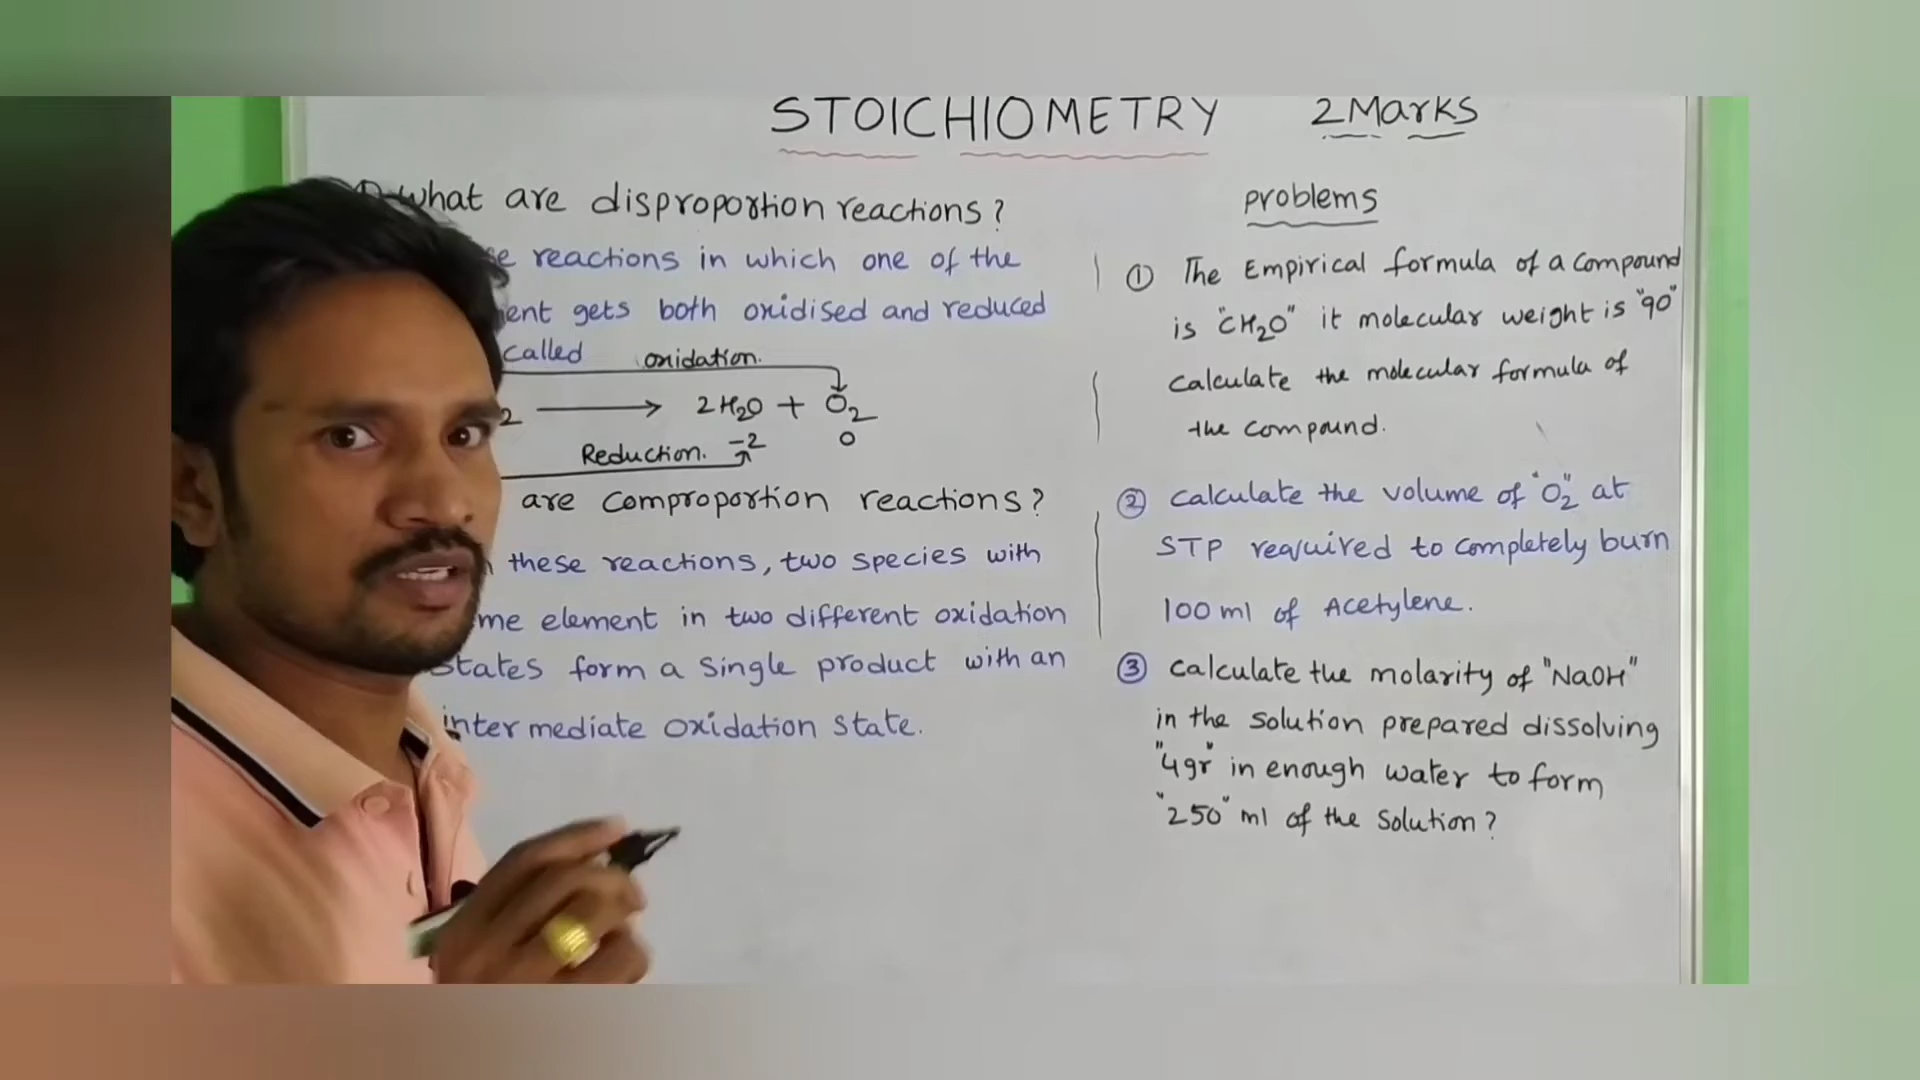 STOICHIOMETRY 2Marks
what are disproportion reactions?
reactions in which one of the
gets both oxidised and reduced
called oxidation.
2 ⟶ 2H₂O + O₂
0
Reduction. -2
are comproportion reactions?
these reactions, two species with
element in two different oxidation
States form a single product with an
inter mediate oxidation state.
problems
① The Empirical formula of a compound
is "CH₂O" it molecular weight is "90"
calculate the molecular formula of
the compound.
② calculate the volume of "O₂" at
STP required to completely burn
100 ml of Acetylene.
③ calculate the molarity of "NaOH"
in the solution prepared dissolving
"4gr" in enough water to form
"250" ml of the solution?